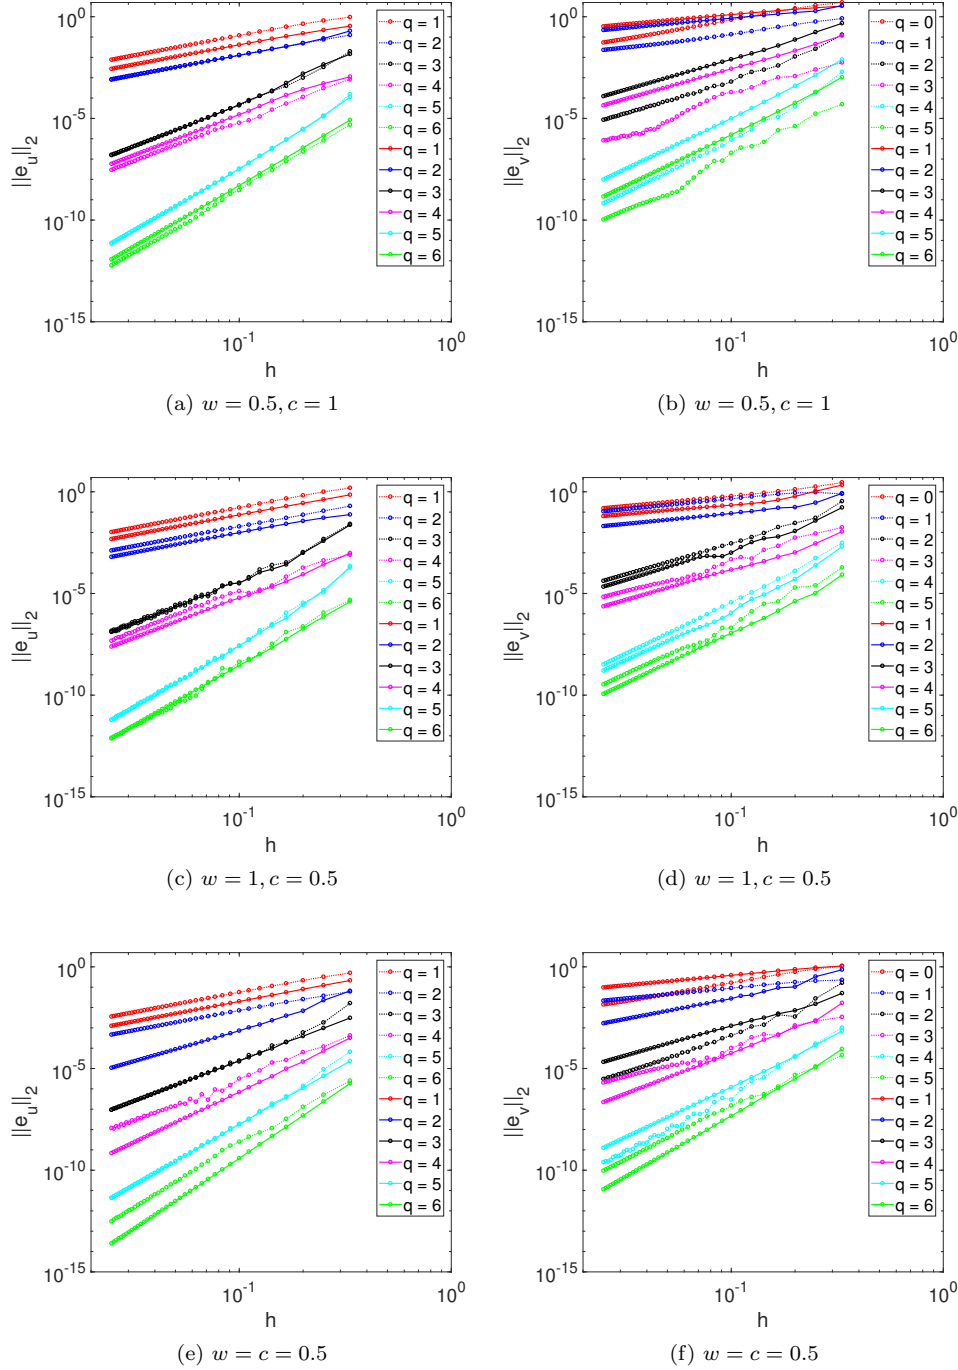 10^0
10^-5
10^-10
10^-15
||e_u||_2
10^-1
10^0
h
q = 1
q = 2
q = 3
q = 4
q = 5
q = 6
q = 1
q = 2
q = 3
q = 4
q = 5
q = 6
(a) w = 0.5, c = 1
10^0
10^-5
10^-10
10^-15
||e_v||_2
10^-1
10^0
h
q = 0
q = 1
q = 2
q = 3
q = 4
q = 5
q = 1
q = 2
q = 3
q = 4
q = 5
q = 6
(b) w = 0.5, c = 1
10^0
10^-5
10^-10
10^-15
||e_u||_2
10^-1
10^0
h
q = 1
q = 2
q = 3
q = 4
q = 5
q = 6
q = 1
q = 2
q = 3
q = 4
q = 5
q = 6
(c) w = 1, c = 0.5
10^0
10^-5
10^-10
10^-15
||e_v||_2
10^-1
10^0
h
q = 0
q = 1
q = 2
q = 3
q = 4
q = 5
q = 1
q = 2
q = 3
q = 4
q = 5
q = 6
(d) w = 1, c = 0.5
10^0
10^-5
10^-10
10^-15
||e_u||_2
10^-1
10^0
h
q = 1
q = 2
q = 3
q = 4
q = 5
q = 6
q = 1
q = 2
q = 3
q = 4
q = 5
q = 6
(e) w = c = 0.5
10^0
10^-5
10^-10
10^-15
||e_v||_2
10^-1
10^0
h
q = 0
q = 1
q = 2
q = 3
q = 4
q = 5
q = 1
q = 2
q = 3
q = 4
q = 5
q = 6
(f) w = c = 0.5